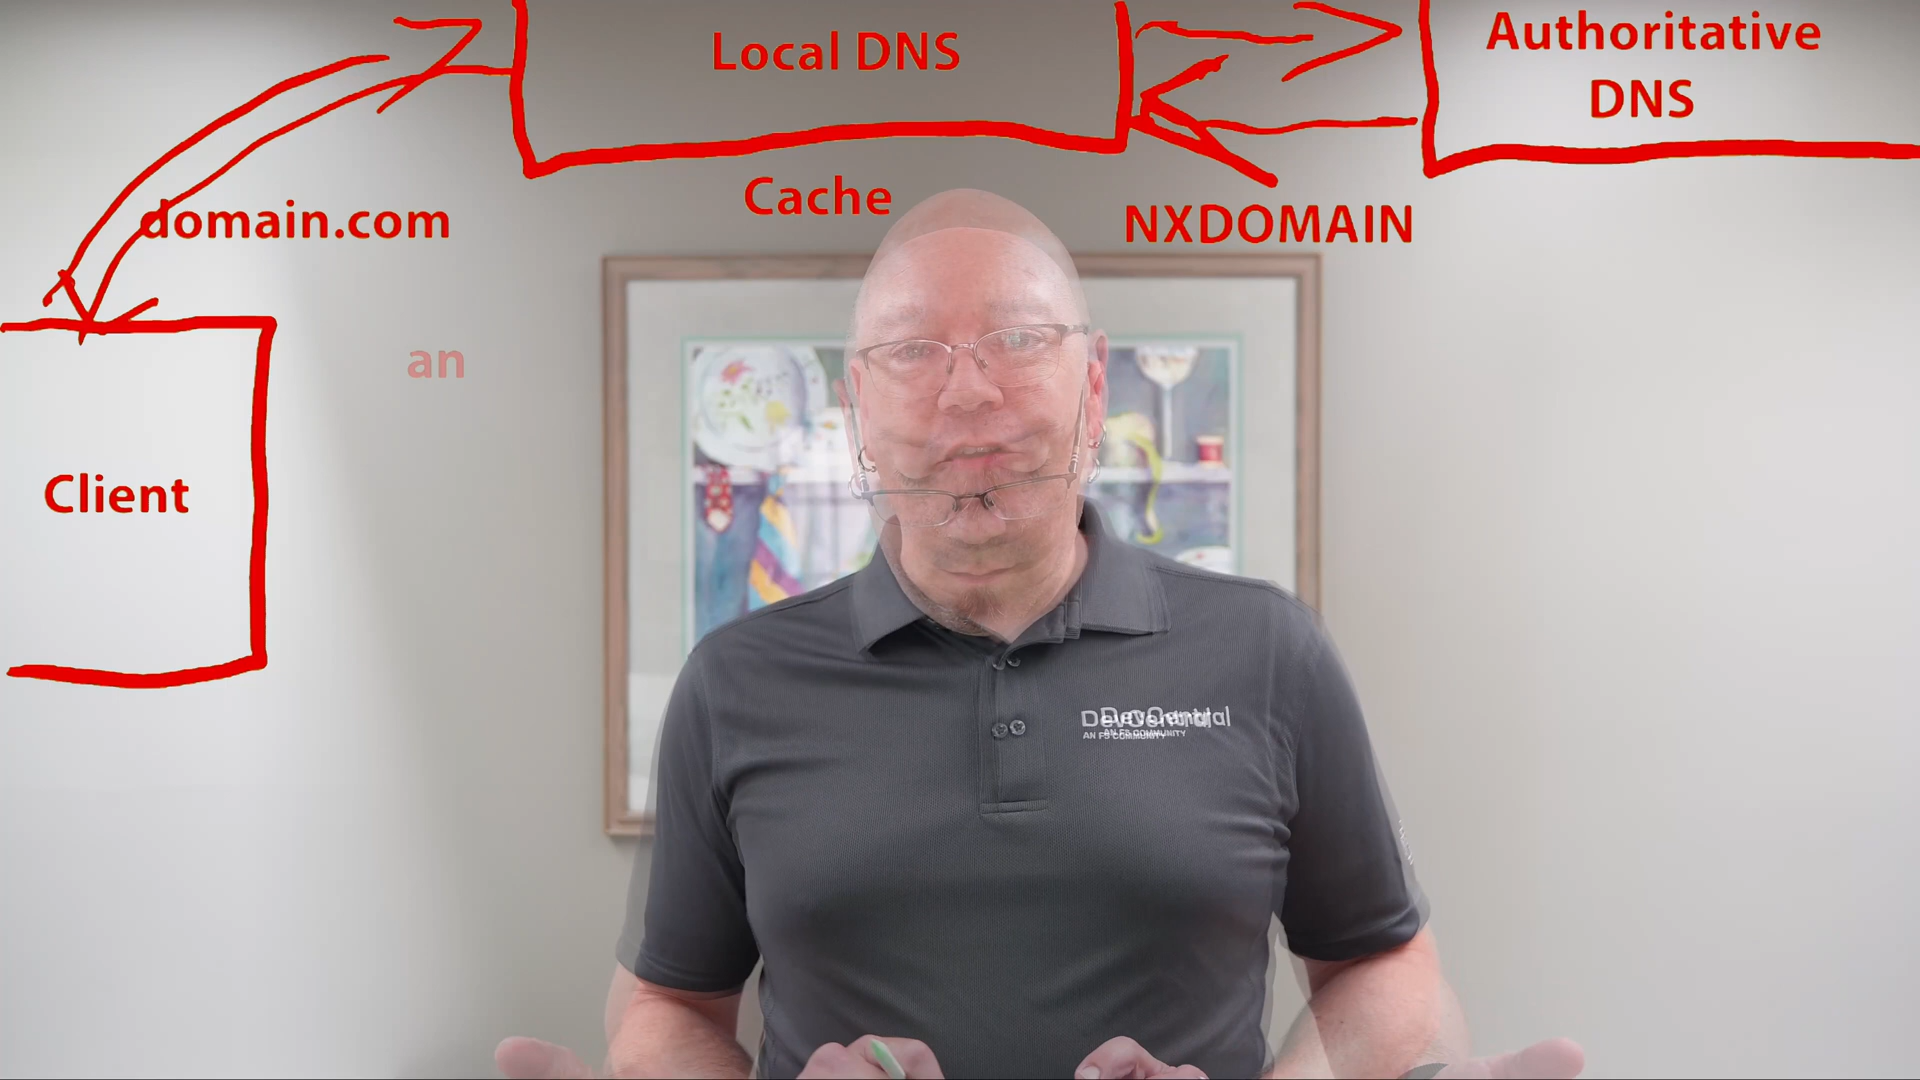 Local DNS
Authoritative
DNS
Cache
domain.com
NXDOMAIN
an
Client
DevCentral
AN F5 COMMUNITY